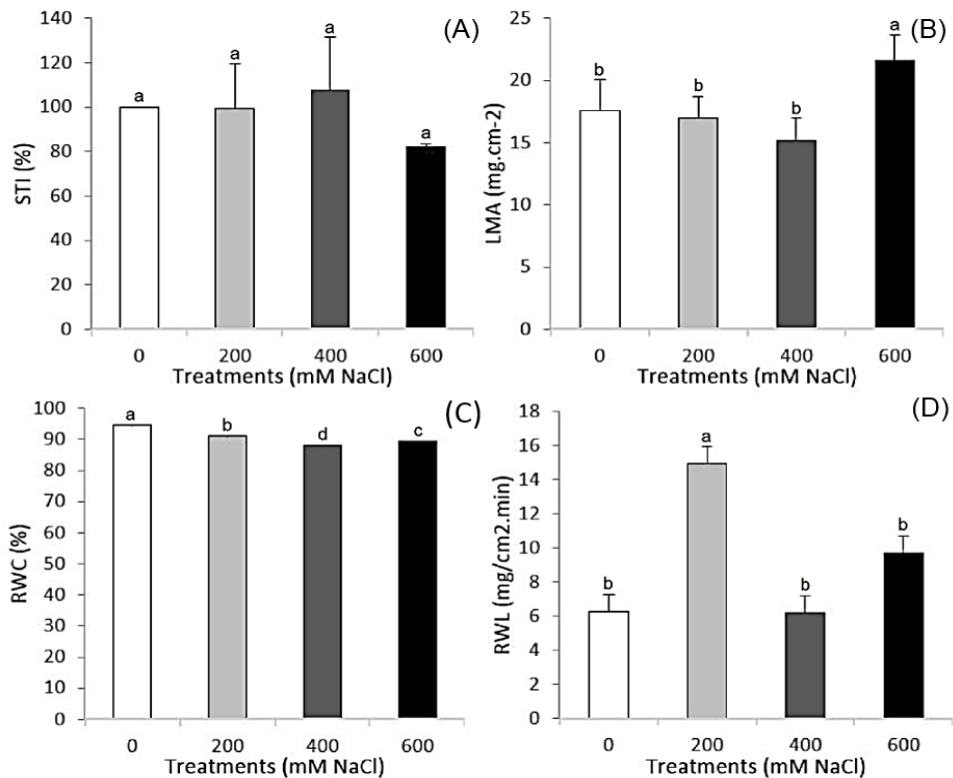 (A)
140
120
100
80
60
40
20
0
STI (%)
a
a
a
a
0 200 400 600
Treatments (mM NaCl)
(B)
25
20
15
10
5
0
LMA (mg.cm-2)
b
b
b
a
0 200 400 600
Treatments (mM NaCl)
(C)
100
90
80
70
60
50
40
30
20
10
0
RWC (%)
a
b
d
c
0 200 400 600
Treatments (mM NaCl)
(D)
18
16
14
12
10
8
6
4
2
0
RWL (mg/cm2.min)
b
a
b
b
0 200 400 600
Treatments (mM NaCl)